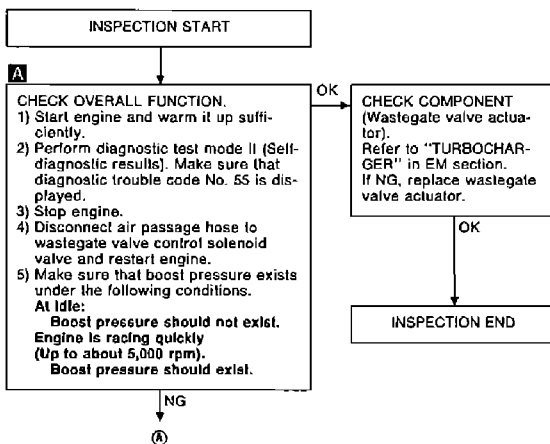 INSPECTION START
A
CHECK OVERALL FUNCTION.
1) Start engine and warm it up suffi-
ciently.
2) Perform diagnostic test mode II (Self-
diagnostic results). Make sure that
diagnostic trouble code No. 55 is dis-
played.
3) Stop engine.
4) Disconnect air passage hose to
wastegate valve control solenoid
valve and restart engine.
5) Make sure that boost pressure exists
under the following conditions.
At idle:
Boost pressure should not exist.
Engine is racing quickly
(Up to about 5,000 rpm).
Boost pressure should exist.
OK
CHECK COMPONENT
(Wastegate valve actua-
tor).
Refer to "TURBOCHAR-
GER" in EM section.
If NG, replace wastegate
valve actuator.
OK
INSPECTION END
NG
Ⓐ